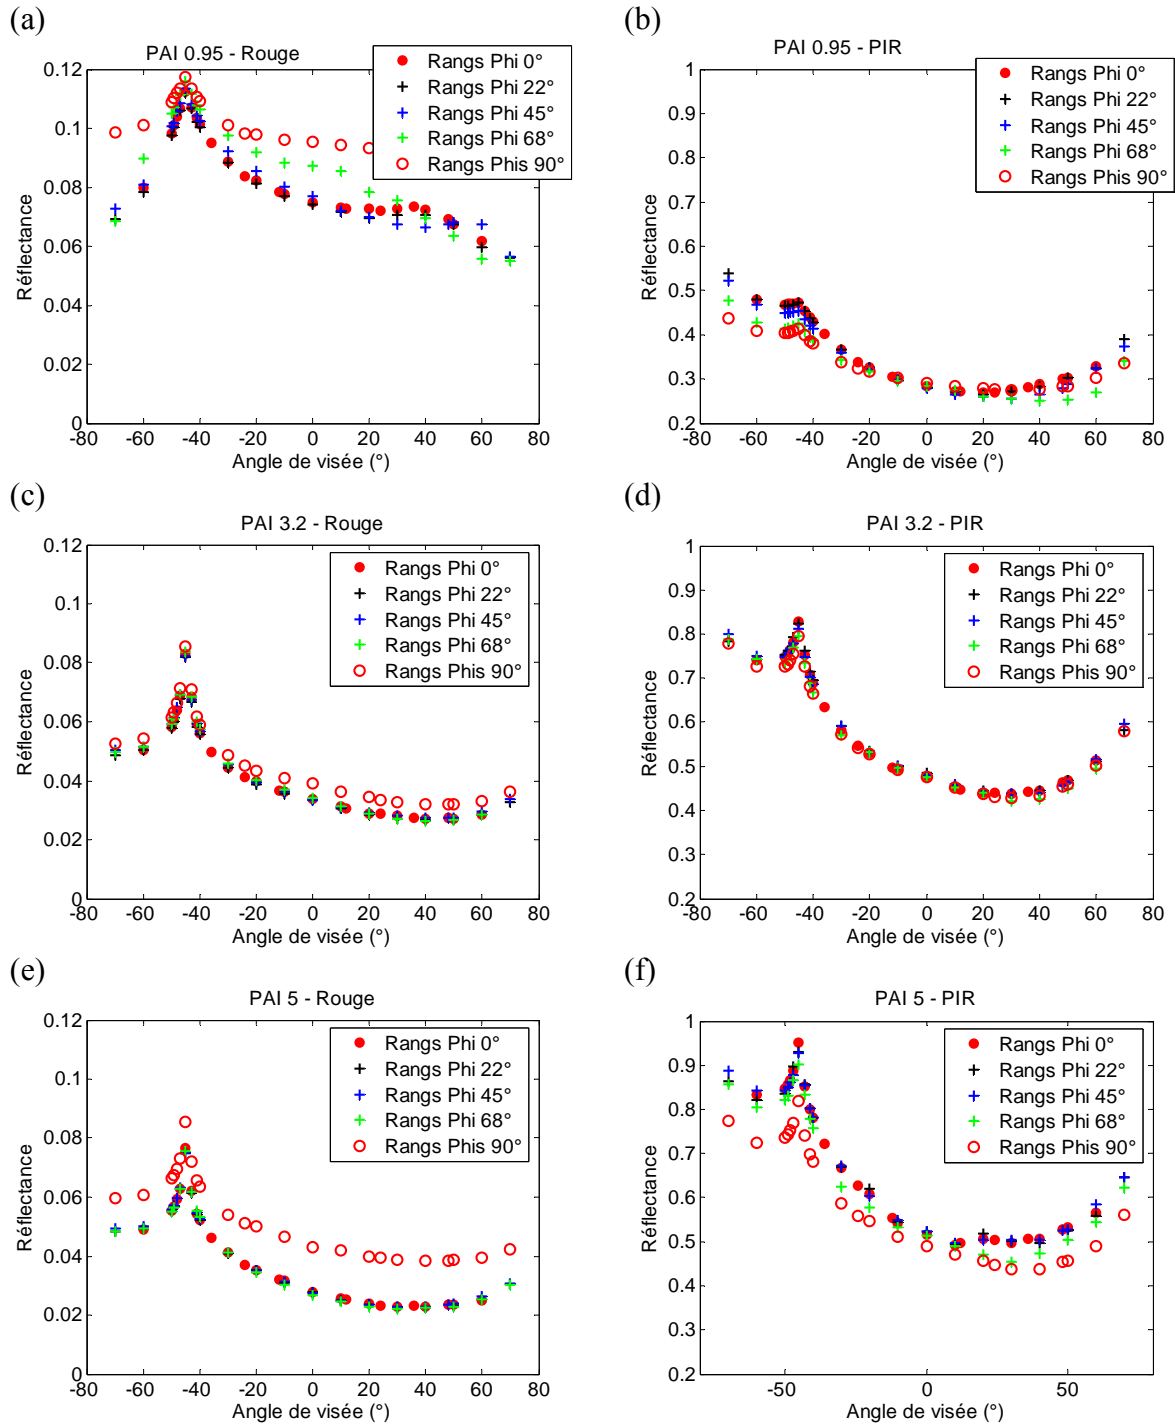 (a)
PAI 0.95 - Rouge
Rangs Phi 0°
Rangs Phi 22°
Rangs Phi 45°
Rangs Phi 68°
Rangs Phis 90°
0.12
0.1
0.08
0.06
0.04
0.02
0
-80 -60 -40 -20 0 20 40 60 80
Réflectance
Angle de visée (°)
(b)
PAI 0.95 - PIR
Rangs Phi 0°
Rangs Phi 22°
Rangs Phi 45°
Rangs Phi 68°
Rangs Phis 90°
1
0.9
0.8
0.7
0.6
0.5
0.4
0.3
0.2
-80 -60 -40 -20 0 20 40 60 80
Réflectance
Angle de visée (°)
(c)
PAI 3.2 - Rouge
Rangs Phi 0°
Rangs Phi 22°
Rangs Phi 45°
Rangs Phi 68°
Rangs Phis 90°
0.12
0.1
0.08
0.06
0.04
0.02
0
-80 -60 -40 -20 0 20 40 60 80
Réflectance
Angle de visée (°)
(d)
PAI 3.2 - PIR
Rangs Phi 0°
Rangs Phi 22°
Rangs Phi 45°
Rangs Phi 68°
Rangs Phis 90°
1
0.9
0.8
0.7
0.6
0.5
0.4
0.3
0.2
-80 -60 -40 -20 0 20 40 60 80
Réflectance
Angle de visée (°)
(e)
PAI 5 - Rouge
Rangs Phi 0°
Rangs Phi 22°
Rangs Phi 45°
Rangs Phi 68°
Rangs Phis 90°
0.12
0.1
0.08
0.06
0.04
0.02
0
-80 -60 -40 -20 0 20 40 60 80
Réflectance
Angle de visée (°)
(f)
PAI 5 - PIR
Rangs Phi 0°
Rangs Phi 22°
Rangs Phi 45°
Rangs Phi 68°
Rangs Phis 90°
1
0.9
0.8
0.7
0.6
0.5
0.4
0.3
0.2
-50 0 50
Réflectance
Angle de visée (°)